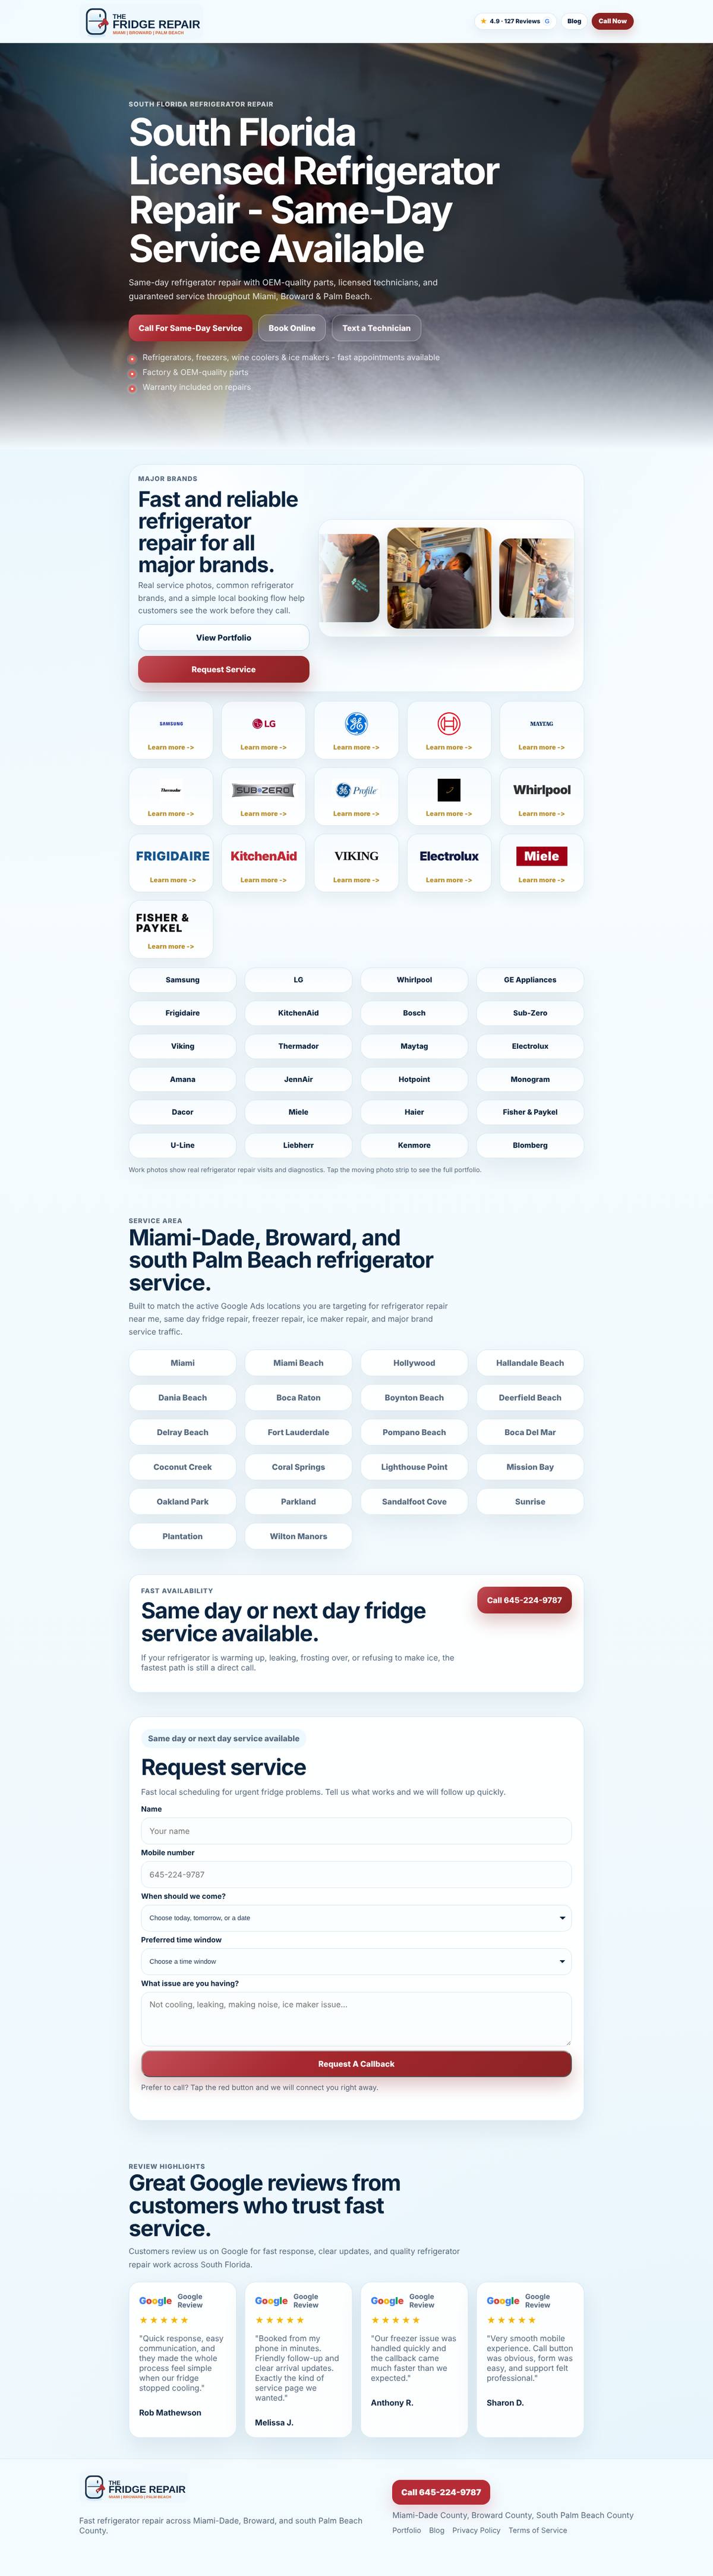 THE
FRIDGE REPAIR
MIAMI | BROWARD | PALM BEACH
★ 4.9 · 127 Reviews G
Blog
Call Now
SOUTH FLORIDA REFRIGERATOR REPAIR
South Florida
Licensed Refrigerator
Repair - Same-Day
Service Available
Same-day refrigerator repair with OEM-quality parts, licensed technicians, and
guaranteed service throughout Miami, Broward & Palm Beach.
Call For Same-Day Service
Book Online
Text a Technician
Refrigerators, freezers, wine coolers & ice makers - fast appointments available
Factory & OEM-quality parts
Warranty included on repairs
MAJOR BRANDS
Fast and reliable
refrigerator
repair for all
major brands.
Real service photos, common refrigerator
brands, and a simple local booking flow help
customers see the work before they call.
View Portfolio
Request Service
SAMSUNG
LG
GE
MAYTAG
Learn more ->
Learn more ->
Learn more ->
Learn more ->
Learn more ->
Thermador
SUB-ZERO
GE Profile
Whirlpool
Learn more ->
Learn more ->
Learn more ->
Learn more ->
Learn more ->
FRIGIDAIRE
KitchenAid
VIKING
Electrolux
Miele
Learn more ->
Learn more ->
Learn more ->
Learn more ->
Learn more ->
FISHER &
PAYKEL
Learn more ->
Samsung
LG
Whirlpool
GE Appliances
Frigidaire
KitchenAid
Bosch
Sub-Zero
Viking
Thermador
Maytag
Electrolux
Amana
JennAir
Hotpoint
Monogram
Dacor
Miele
Haier
Fisher & Paykel
U-Line
Liebherr
Kenmore
Blomberg
Work photos show real refrigerator repair visits and diagnostics. Tap the moving photo strip to see the full portfolio.
SERVICE AREA
Miami-Dade, Broward, and
south Palm Beach refrigerator
service.
Built to match the active Google Ads locations you are targeting for refrigerator repair
near me, same day fridge repair, freezer repair, ice maker repair, and major brand
service traffic.
Miami
Miami Beach
Hollywood
Hallandale Beach
Dania Beach
Boca Raton
Boynton Beach
Deerfield Beach
Delray Beach
Fort Lauderdale
Pompano Beach
Boca Del Mar
Coconut Creek
Coral Springs
Lighthouse Point
Mission Bay
Oakland Park
Parkland
Sandalfoot Cove
Sunrise
Plantation
Wilton Manors
FAST AVAILABILITY
Same day or next day fridge
service available.
If your refrigerator is warming up, leaking, frosting over, or refusing to make ice, the
fastest path is still a direct call.
Call 645-224-9787
Same day or next day service available
Request service
Fast local scheduling for urgent fridge problems. Tell us what works and we will follow up quickly.
Name
Your name
Mobile number
645-224-9787
When should we come?
Choose today, tomorrow, or a date
Preferred time window
Choose a time window
What issue are you having?
Not cooling, leaking, making noise, ice maker issue...
Request A Callback
Prefer to call? Tap the red button and we will connect you right away.
REVIEW HIGHLIGHTS
Great Google reviews from
customers who trust fast
service.
Customers review us on Google for fast response, clear updates, and quality refrigerator
repair work across South Florida.
Google
Google
Review
★★★★★
"Quick response, easy
communication, and
they made the whole
process feel simple
when our fridge
stopped cooling."
Rob Mathewson
Google
Google
Review
★★★★★
"Booked from my
phone in minutes.
Friendly follow-up and
clear arrival updates.
Exactly the kind of
service page we
wanted."
Melissa J.
Google
Google
Review
★★★★★
"Our freezer issue was
handled quickly and
the callback came
much faster than we
expected."
Anthony R.
Google
Google
Review
★★★★★
"Very smooth mobile
experience. Call button
was obvious, form was
easy, and support felt
professional."
Sharon D.
THE
FRIDGE REPAIR
MIAMI | BROWARD | PALM BEACH
Fast refrigerator repair across Miami-Dade, Broward, and south Palm Beach
County.
Call 645-224-9787
Miami-Dade County, Broward County, South Palm Beach County
Portfolio
Blog
Privacy Policy
Terms of Service